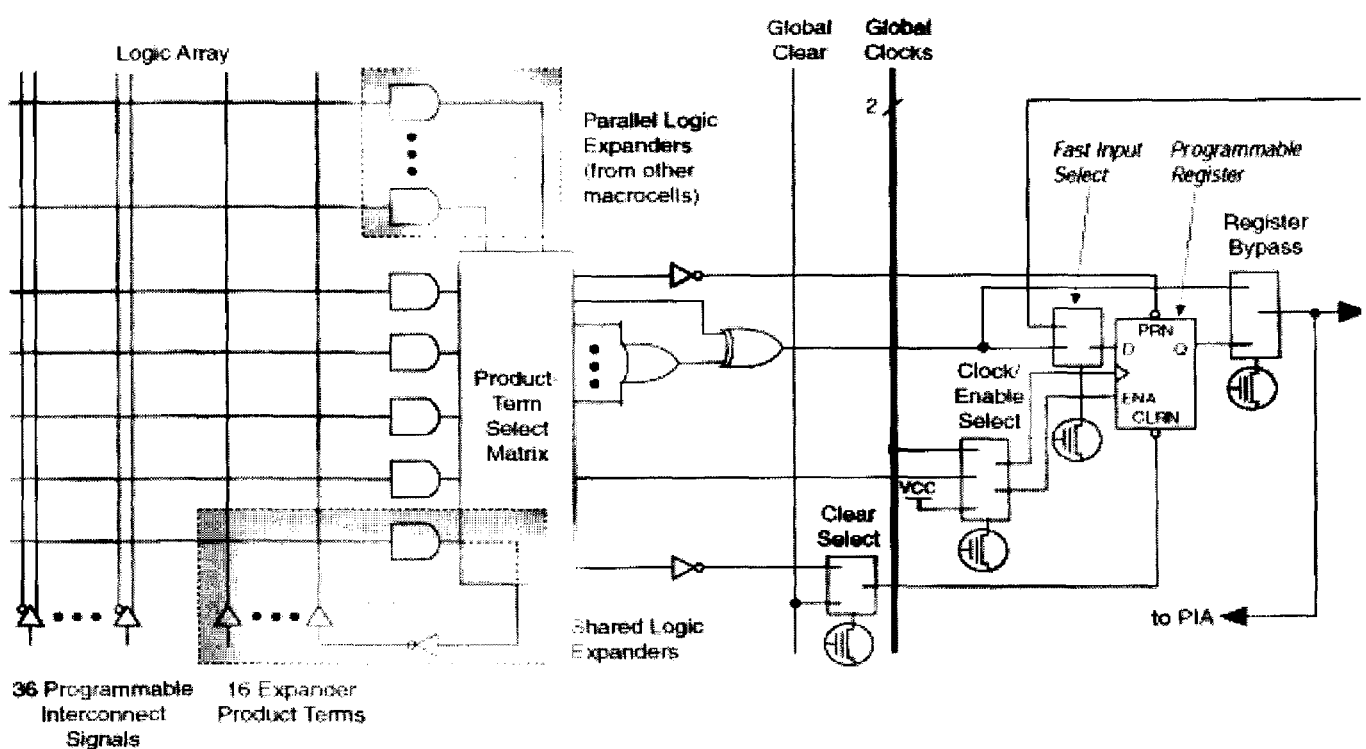 Logic Array
Global
Clear
Global
Clocks
2
Parallel Logic
Expanders
(from other
macrocells)
Fast Input
Select
Programmable
Register
Register
Bypass
PRN
D
Q
ENA
CLRN
Product-
Term
Select
Matrix
Clock/
Enable
Select
VCC
Clear
Select
to PIA
Shared Logic
Expanders
36 Programmable
Interconnect
Signals
16 Expander
Product Terms